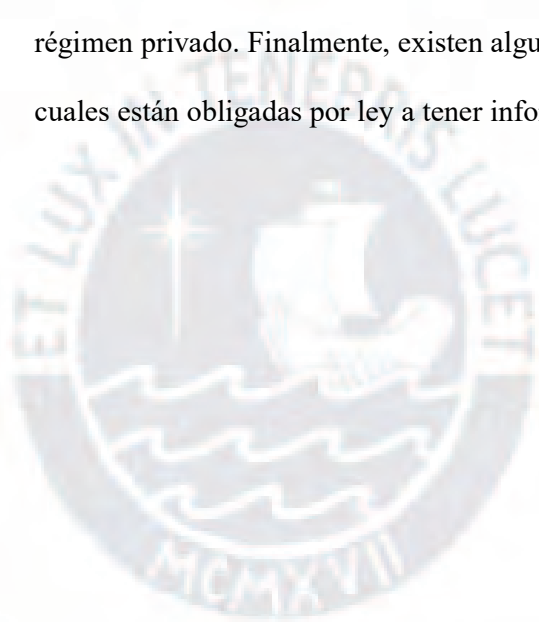 régimen privado. Finalmente, existen algu
cuales están obligadas por ley a tener info
ET LUX IN TENEBRIS LUCET
MCMXVII